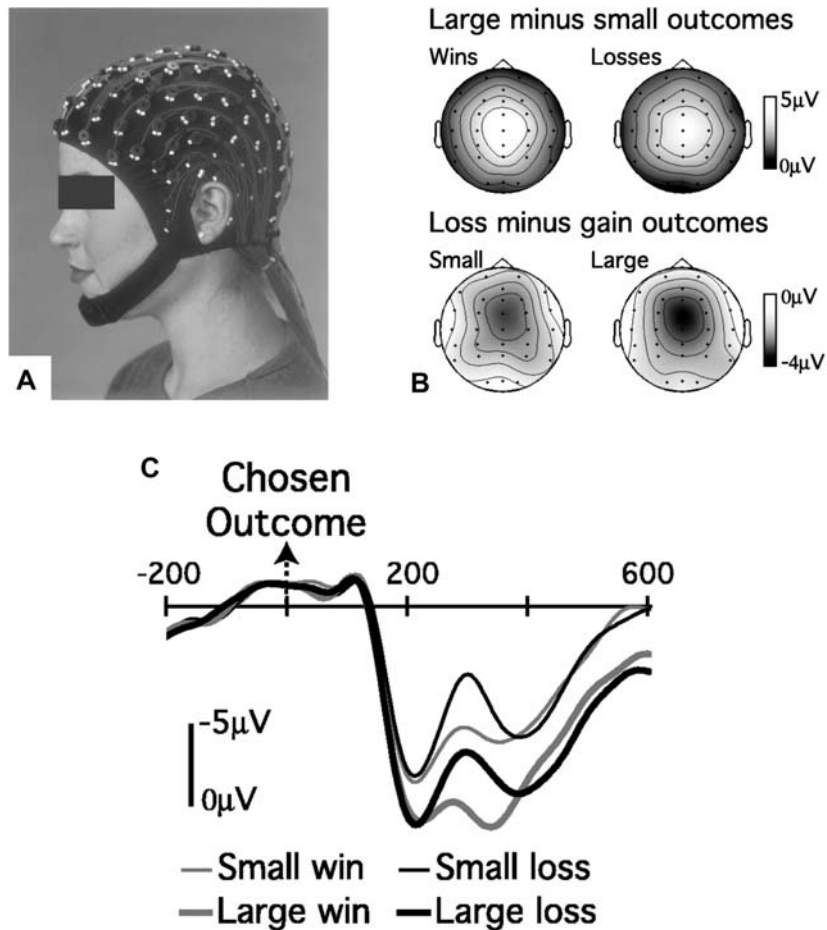 A
Large minus small outcomes
Wins
Losses
5µV
0µV
Loss minus gain outcomes
Small
Large
0µV
-4µV
B
C
Chosen
Outcome
-200
200
600
-5µV
0µV
Small win
Small loss
Large win
Large loss